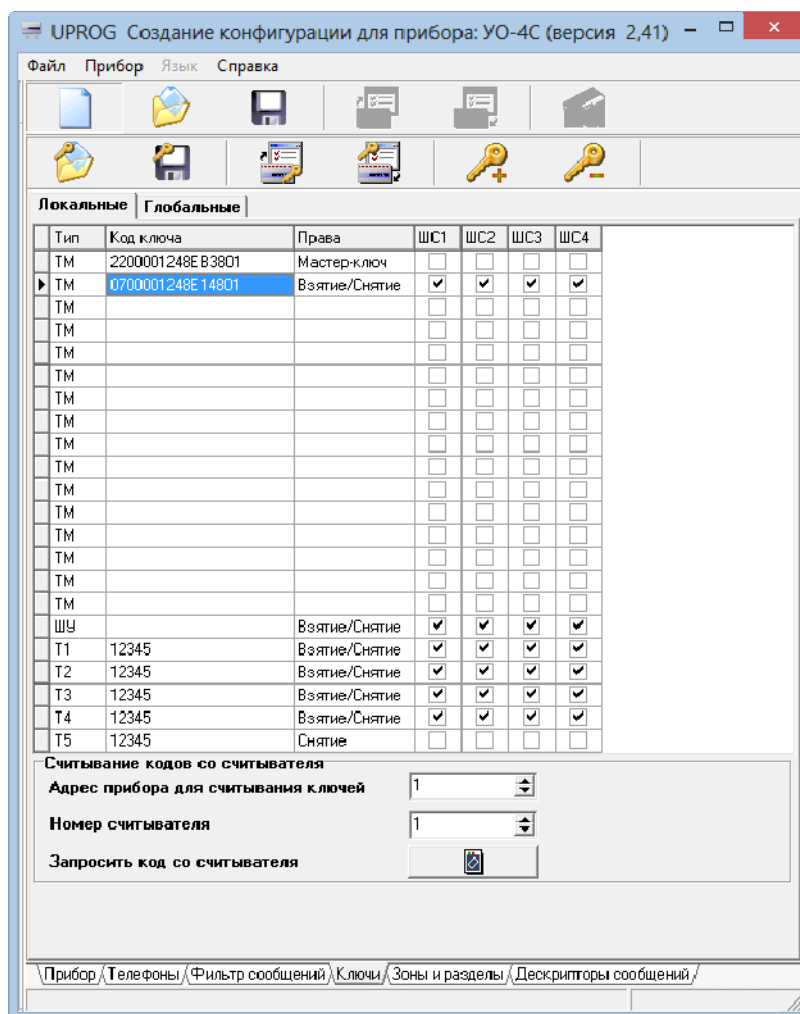 UPROG Создание конфигурации для прибора: УО-4С (версия 2,41)
Файл Прибор Язык Справка
Локальные Глобальные
Тип Код ключа Права ШС1 ШС2 ШС3 ШС4
ТМ 2200001248EB3801 Мастер-ключ
ТМ 0700001248E14801 Взятие/Снятие
ТМ
ТМ
ТМ
ТМ
ТМ
ТМ
ТМ
ТМ
ТМ
ТМ
ТМ
ТМ
ТМ
ТМ
ШУ Взятие/Снятие
Т1 12345 Взятие/Снятие
Т2 12345 Взятие/Снятие
Т3 12345 Взятие/Снятие
Т4 12345 Взятие/Снятие
Т5 12345 Снятие
Считывание кодов со считывателя
Адрес прибора для считывания ключей 1
Номер считывателя 1
Запросить код со считывателя
Прибор Телефоны Фильтр сообщений Ключи Зоны и разделы Дескрипторы сообщений